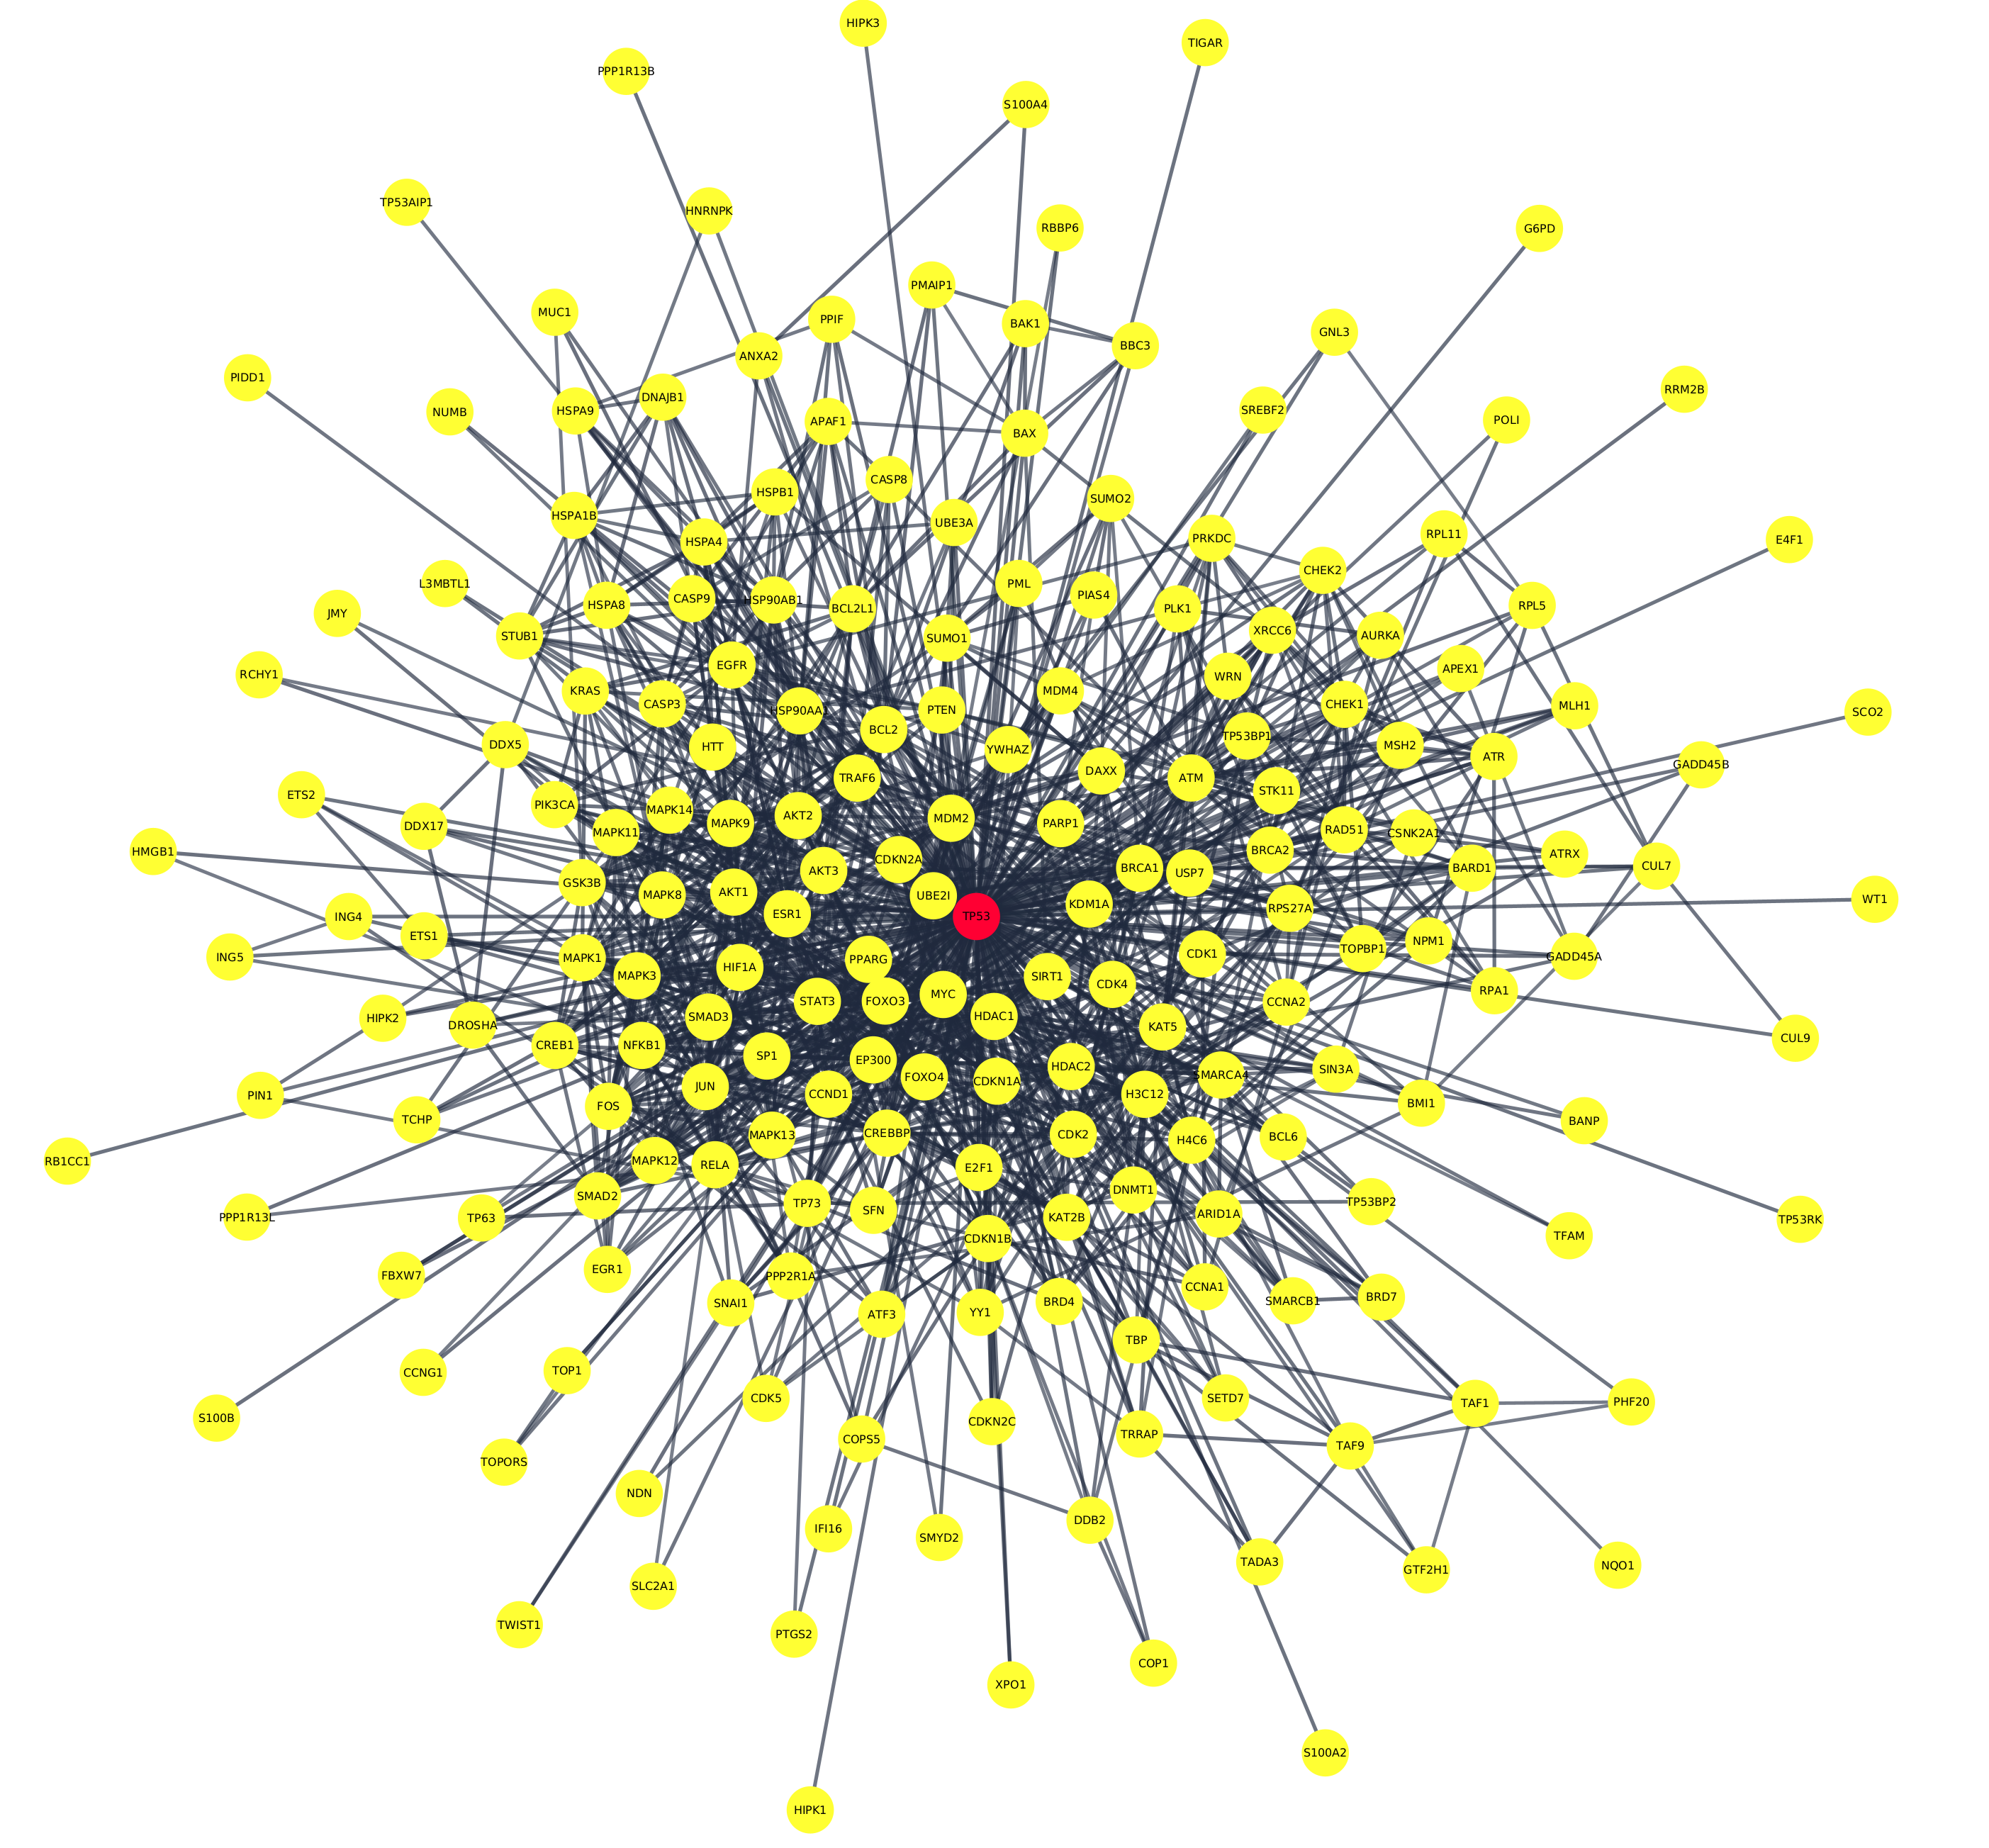 HIPK3
TIGAR
PPP1R13B
S100A4
TP53AIP1
HNRNPK
RBBP6
G6PD
PMAIP1
MUC1
PPIF
BAK1
GNL3
BBC3
ANXA2
PIDD1
RRM2B
DNAJB1
NUMB
HSPA9
SREBF2
APAF1
POLI
BAX
CASP8
HSPB1
SUMO2
HSPA1B
UBE3A
RPL11
HSPA4
PRKDC
E4F1
CHEK2
L3MBTL1
PML
PIAS4
CASP9
HSP90AB1
HSPA8
BCL2L1
PLK1
RPL5
JMY
STUB1
SUMO1
XRCC6
AURKA
EGFR
APEX1
RCHY1
WRN
KRAS
MDM4
CASP3
CHEK1
MLH1
HSP90AA1
PTEN
SCO2
BCL2
TP53BP1
DDX5
HTT
YWHAZ
MSH2
ATR
GADD45B
DAXX
TRAF6
ATM
STK11
ETS2
PIK3CA
MAPK14
AKT2
MDM2
MAPK9
PARP1
DDX17
MAPK11
RAD51
CSNK2A1
HMGB1
BRCA2
ATRX
CDKN2A
CUL7
BRCA1
BARD1
AKT3
USP7
GSK3B
AKT1
MAPK8
UBE2I
WT1
KDM1A
RPS27A
ESR1
ING4
TP53
ETS1
NPM1
TOPBP1
CDK1
ING5
MAPK1
PPARG
GADD45A
HIF1A
MAPK3
SIRT1
CDK4
RPA1
MYC
STAT3
FOXO3
CCNA2
HIPK2
SMAD3
HDAC1
DROSHA
KAT5
CUL9
CREB1
NFKB1
SP1
EP300
HDAC2
SIN3A
FOXO4
SMARCA4
CDKN1A
JUN
CCND1
H3C12
PIN1
BMI1
FOS
TCHP
BANP
CREBBP
MAPK13
CDK2
BCL6
H4C6
RB1CC1
MAPK12
RELA
E2F1
DNMT1
SMAD2
TP73
TP53BP2
SFN
ARID1A
PPP1R13L
TP63
KAT2B
TP53RK
TFAM
CDKN1B
EGR1
FBXW7
PPP2R1A
CCNA1
BRD7
SMARCB1
BRD4
SNAI1
YY1
ATF3
TBP
TOP1
CCNG1
CDK5
SETD7
PHF20
TAF1
S100B
CDKN2C
TRRAP
COPS5
TAF9
TOPORS
NDN
DDB2
IFI16
SMYD2
TADA3
NQO1
GTF2H1
SLC2A1
TWIST1
PTGS2
COP1
XPO1
S100A2
HIPK1